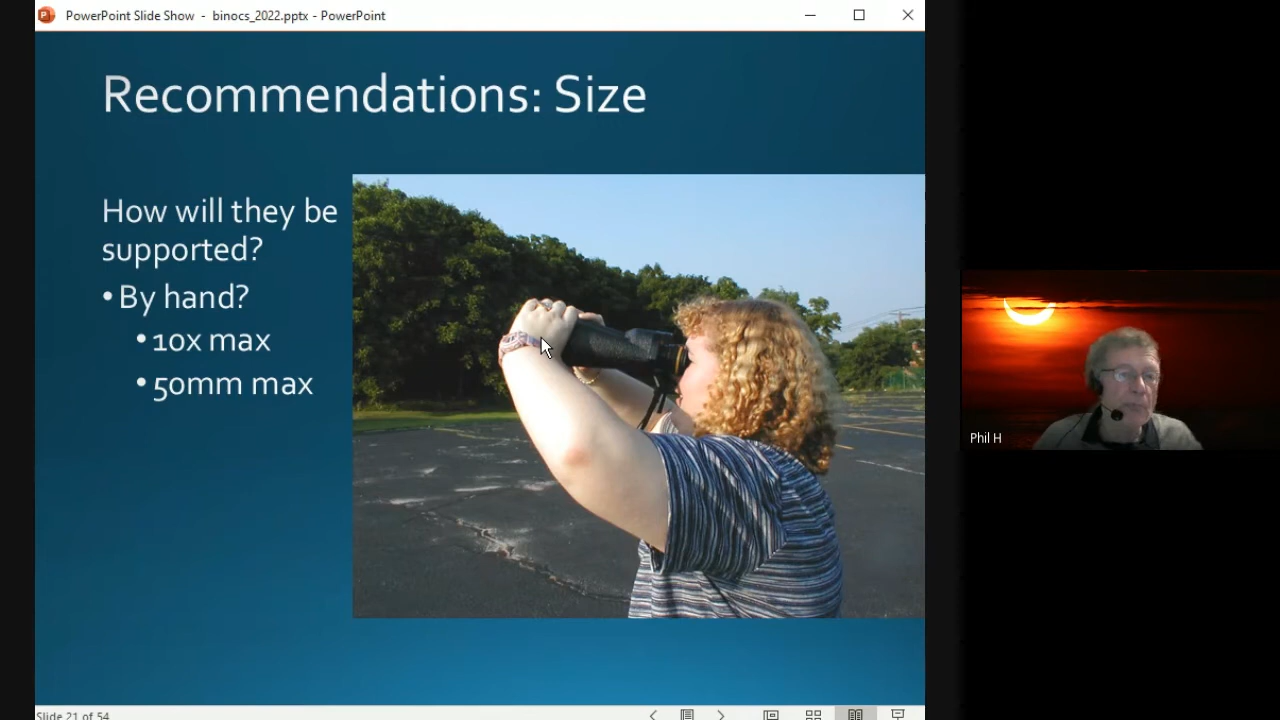 PowerPoint Slide Show - binocs_2022.pptx - PowerPoint
Recommendations: Size
How will they be
supported?
• By hand?
• 10x max
• 50mm max
Phil H
Slide 21 of 54